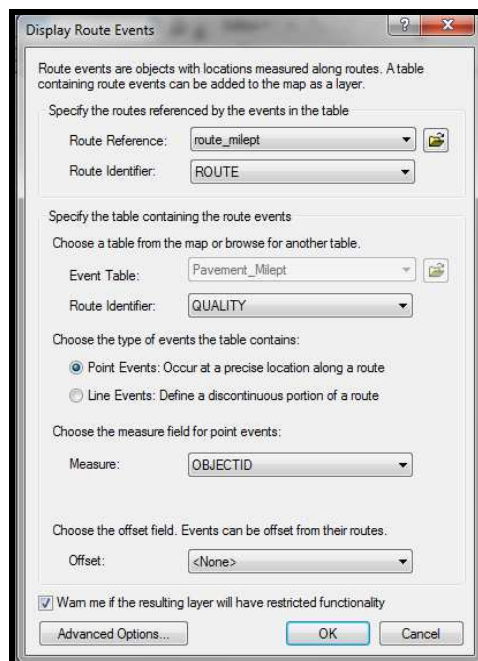 Display Route Events
?
Route events are objects with locations measured along routes. A table
containing route events can be added to the map as a layer.
Specify the routes referenced by the events in the table
Route Reference: route_milept
Route Identifier: ROUTE
Specify the table containing the route events
Choose a table from the map or browse for another table.
Event Table: Pavement_Milept
Route Identifier: QUALITY
Choose the type of events the table contains:
Point Events: Occur at a precise location along a route
Line Events: Define a discontinuous portion of a route
Choose the measure field for point events:
Measure: OBJECTID
Choose the offset field. Events can be offset from their routes.
Offset: <None>
Warn me if the resulting layer will have restricted functionality
Advanced Options... OK Cancel